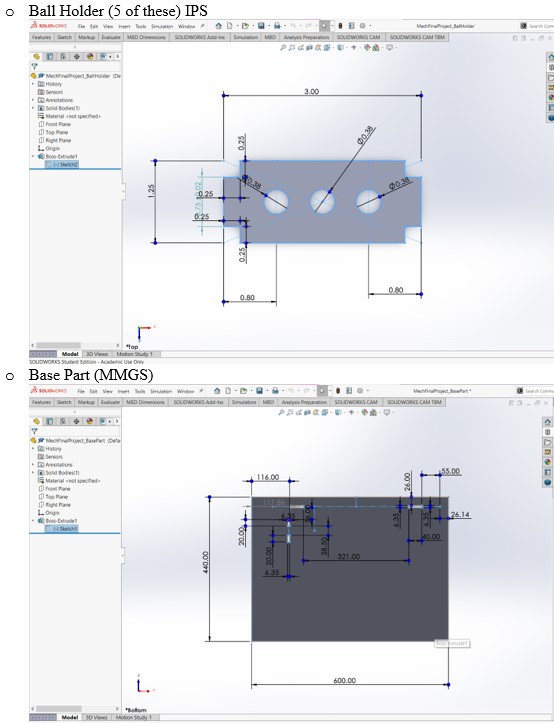 Ball Holder (5 of these) IPS
SOLIDWORKS File Edit View Insert Tools Simulation Window MechFinalProject_BallHolder
Features Sketch Markup Evaluate MBD Dimensions SOLIDWORKS Add-Ins Simulation MBD Analysis Preparation SOLIDWORKS CAM SOLIDWORKS CAM TBM
MechFinalProject_BallHolder (De
History
Sensors
Annotations
Solid Bodies(1)
Material <not specified>
Front Plane
Top Plane
Right Plane
Origin
Boss-Extrude1
(-) Sketch2
3.00
0.25
Ø0.38
Ø0.38
Ø0.38
1.25
0.25
0.25
0.25
0.80
0.80
*Top
Model 3D Views Motion Study 1
SOLIDWORKS Student Edition - Academic Use Only
Base Part (MMGS)
SOLIDWORKS File Edit View Insert Tools Simulation Window MechFinalProject_BasePart *
Features Sketch Markup Evaluate MBD Dimensions SOLIDWORKS Add-Ins Simulation MBD Analysis Preparation SOLIDWORKS CAM SOLIDWORKS CAM TBM
MechFinalProject_BasePart (Defa
History
Sensors
Annotations
Solid Bodies(1)
Material <not specified>
Front Plane
Top Plane
Right Plane
Origin
Boss-Extrude1
(-) Sketch1
116.00
26.00
55.00
6.35
6.35
6.35
26.14
20.00
20.00
28.50
40.00
321.00
6.35
440.00
Boss-Extrude1
600.00
*Bottom
Model 3D Views Motion Study 1